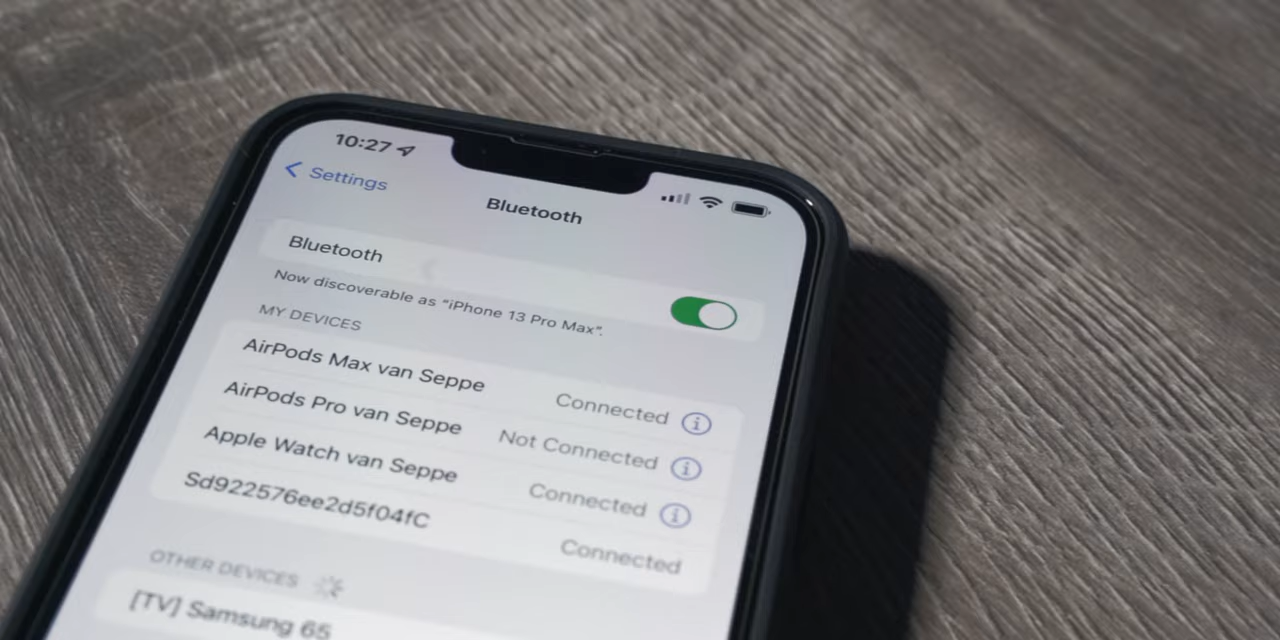 10:27
Settings
Bluetooth
Bluetooth
Now discoverable as “iPhone 13 Pro Max”.
MY DEVICES
AirPods Max van Seppe Connected
AirPods Pro van Seppe Not Connected
Apple Watch van Seppe Connected
Sd922576ee2d5f04fC Connected
OTHER DEVICES
[TV] Samsung 65